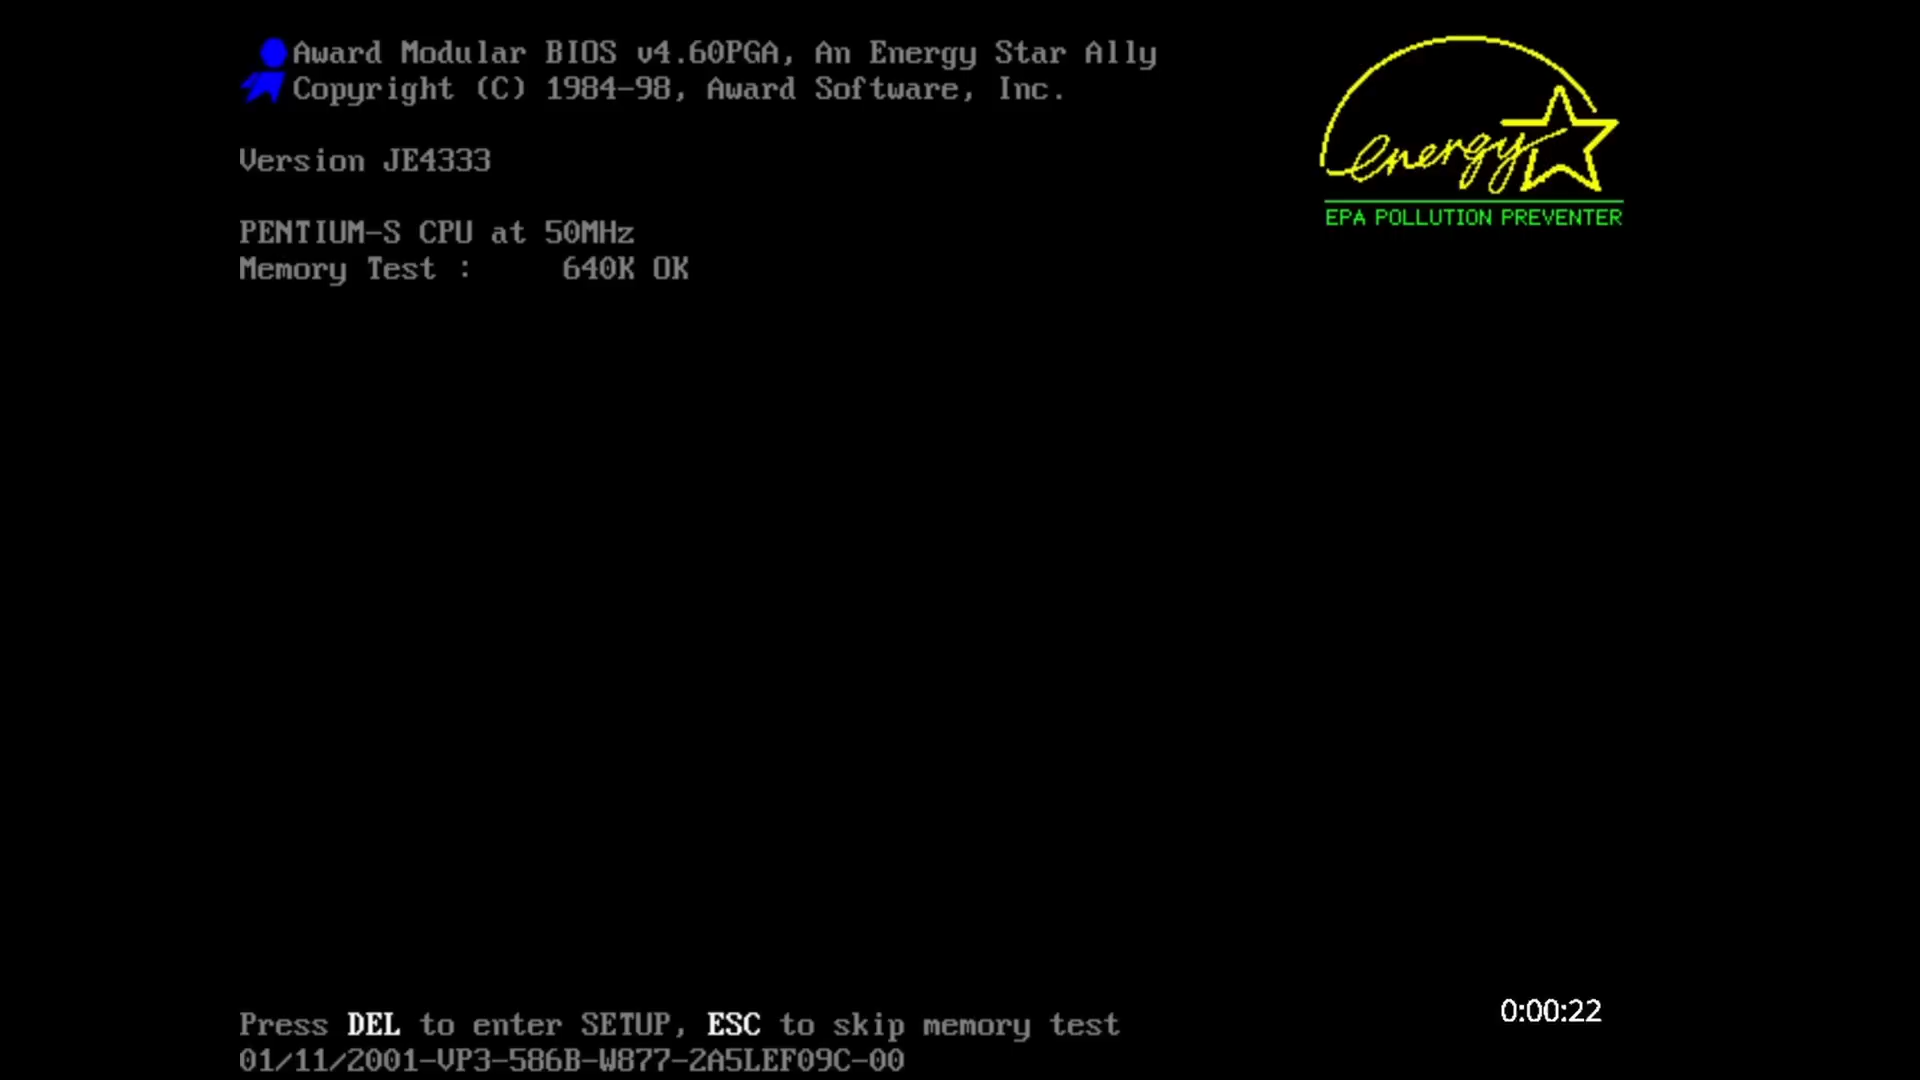 Award Modular BIOS v4.60PGA, An Energy Star Ally
Copyright (C) 1984-98, Award Software, Inc.
energy
EPA POLLUTION PREVENTER
Version JE4333
PENTIUM-S CPU at 50MHz
Memory Test :     640K OK
0:00:22
Press DEL to enter SETUP, ESC to skip memory test
01/11/2001-VP3-586B-W877-2A5LEF09C-00